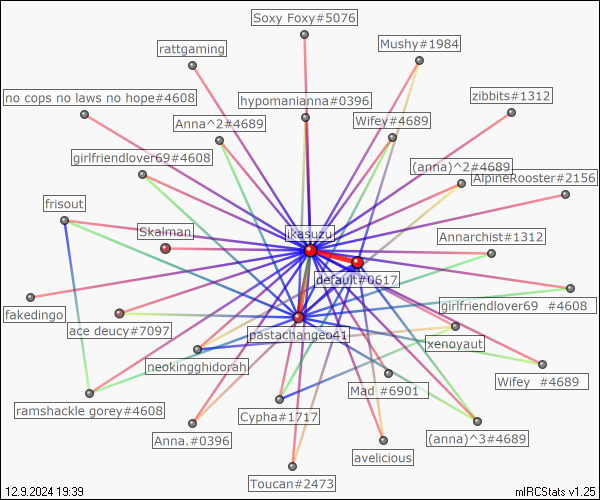 Soxy Foxy#5076
rattgaming
Mushy#1984
no cops no laws no hope#4608
hypomanianna#0396
zibbits#1312
Anna^2#4689
Wifey#4689
girlfriendlover69#4608
(anna)^2#4689
AlpineRooster#2156
frisout
Skalman
ikasuzu
Annarchist#1312
default#0617
fakedingo
girlfriendlover69 #4608
ace deucy#7097
pastachangeo41
xenoyaut
neokingghidorah
Mad #6901
Wifey #4689
ramshackle gorey#4608
Cypha#1717
Anna.#0396
(anna)^3#4689
avelicious
Toucan#2473
12.9.2024 19:39
mIRCStats v1.25